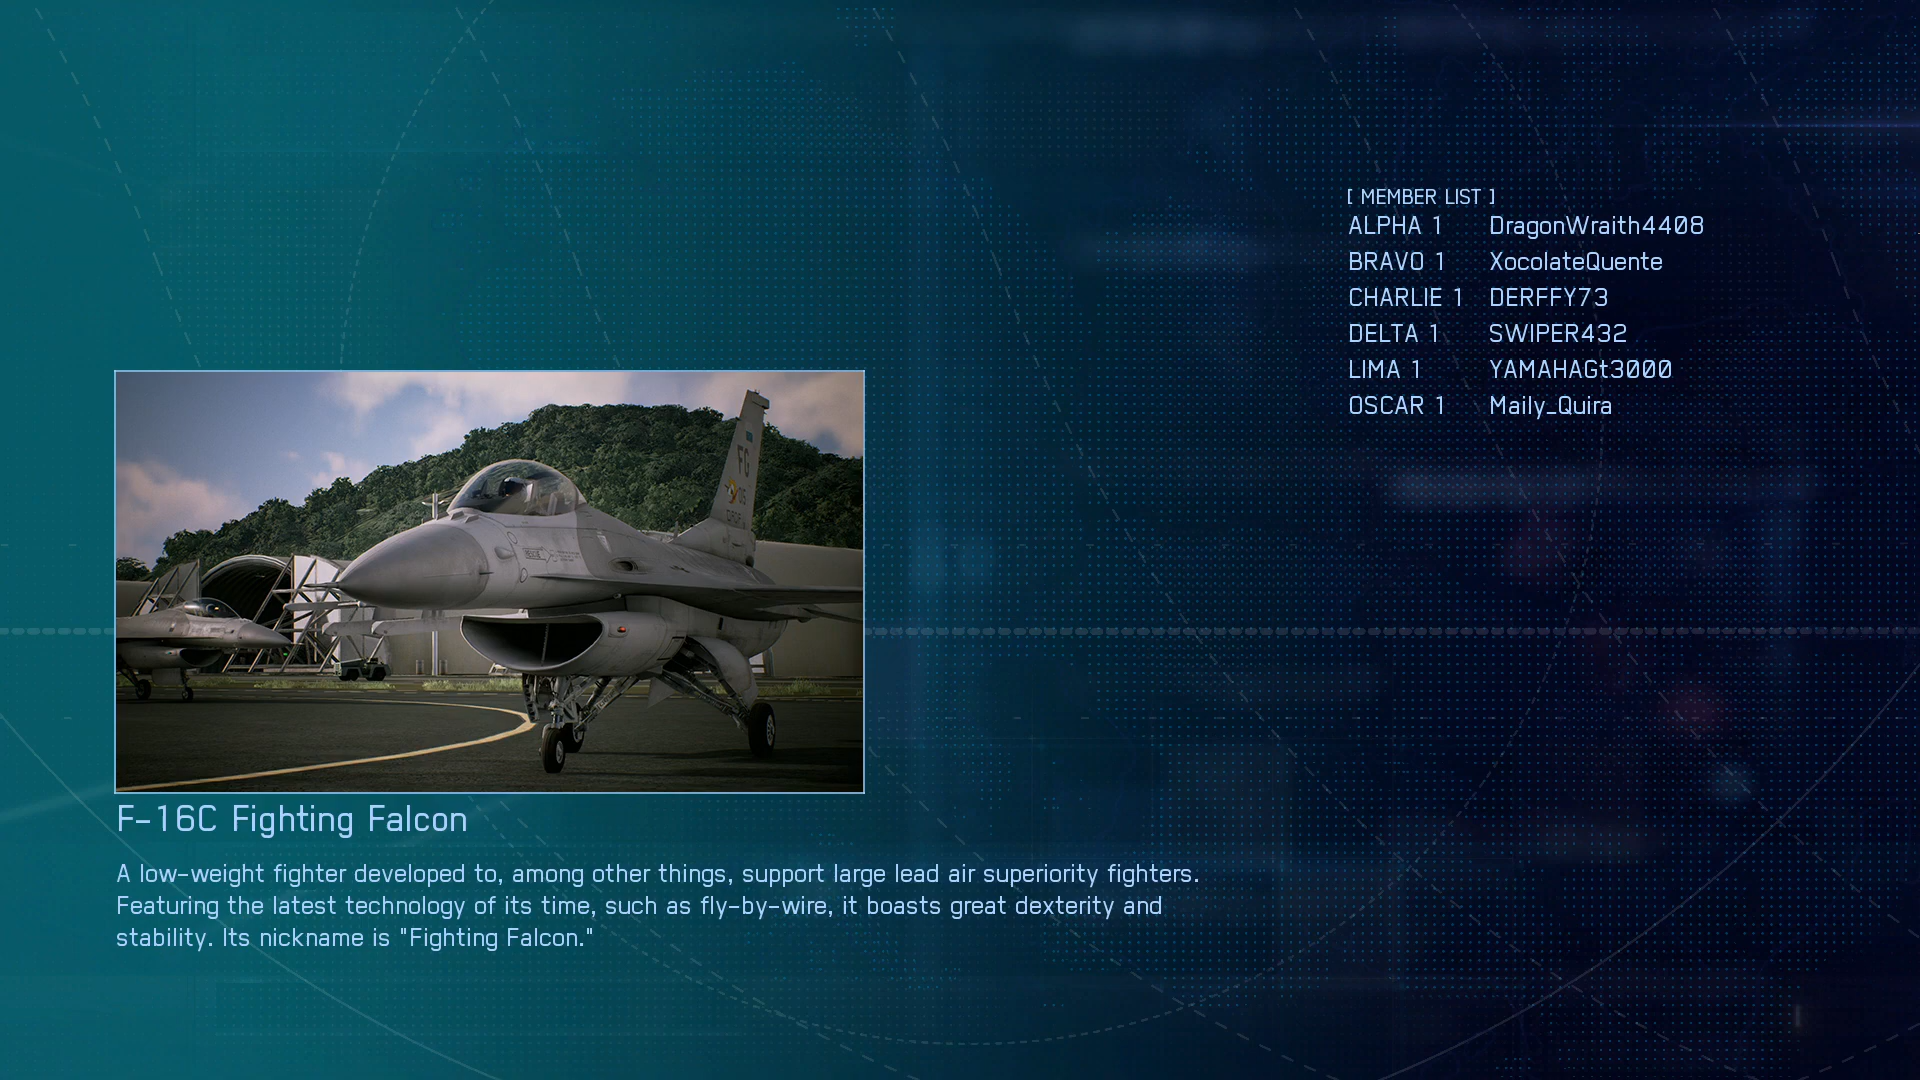 [ MEMBER LIST ]
ALPHA 1 DragonWraith4408
BRAVO 1 XocolateQuente
CHARLIE 1 DERFFY73
DELTA 1 SWIPER432
LIMA 1 YAMAHAGt3000
OSCAR 1 Maily_Quira
FG
F-16C Fighting Falcon
A low-weight fighter developed to, among other things, support large lead air superiority fighters.
Featuring the latest technology of its time, such as fly-by-wire, it boasts great dexterity and
stability. Its nickname is "Fighting Falcon."